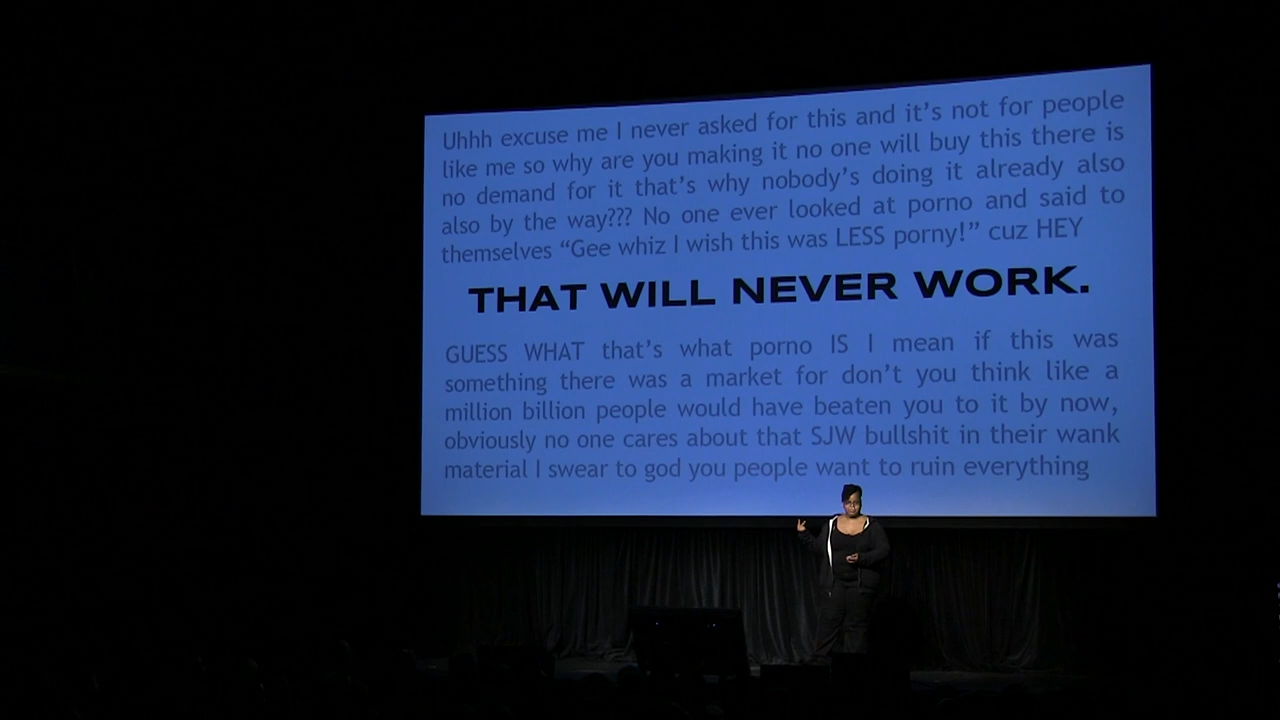 Uhhh excuse me I never asked for this and it's not for people
like me so why are you making it no one will buy this there is
no demand for it that's why nobody's doing it already also
also by the way??? No one ever looked at porno and said to
themselves “Gee whiz I wish this was LESS porny!” cuz HEY
THAT WILL NEVER WORK.
GUESS WHAT that's what porno IS I mean if this was
something there was a market for don't you think like a
million billion people would have beaten you to it by now,
obviously no one cares about that SJW bullshit in their wank
material I swear to god you people want to ruin everything